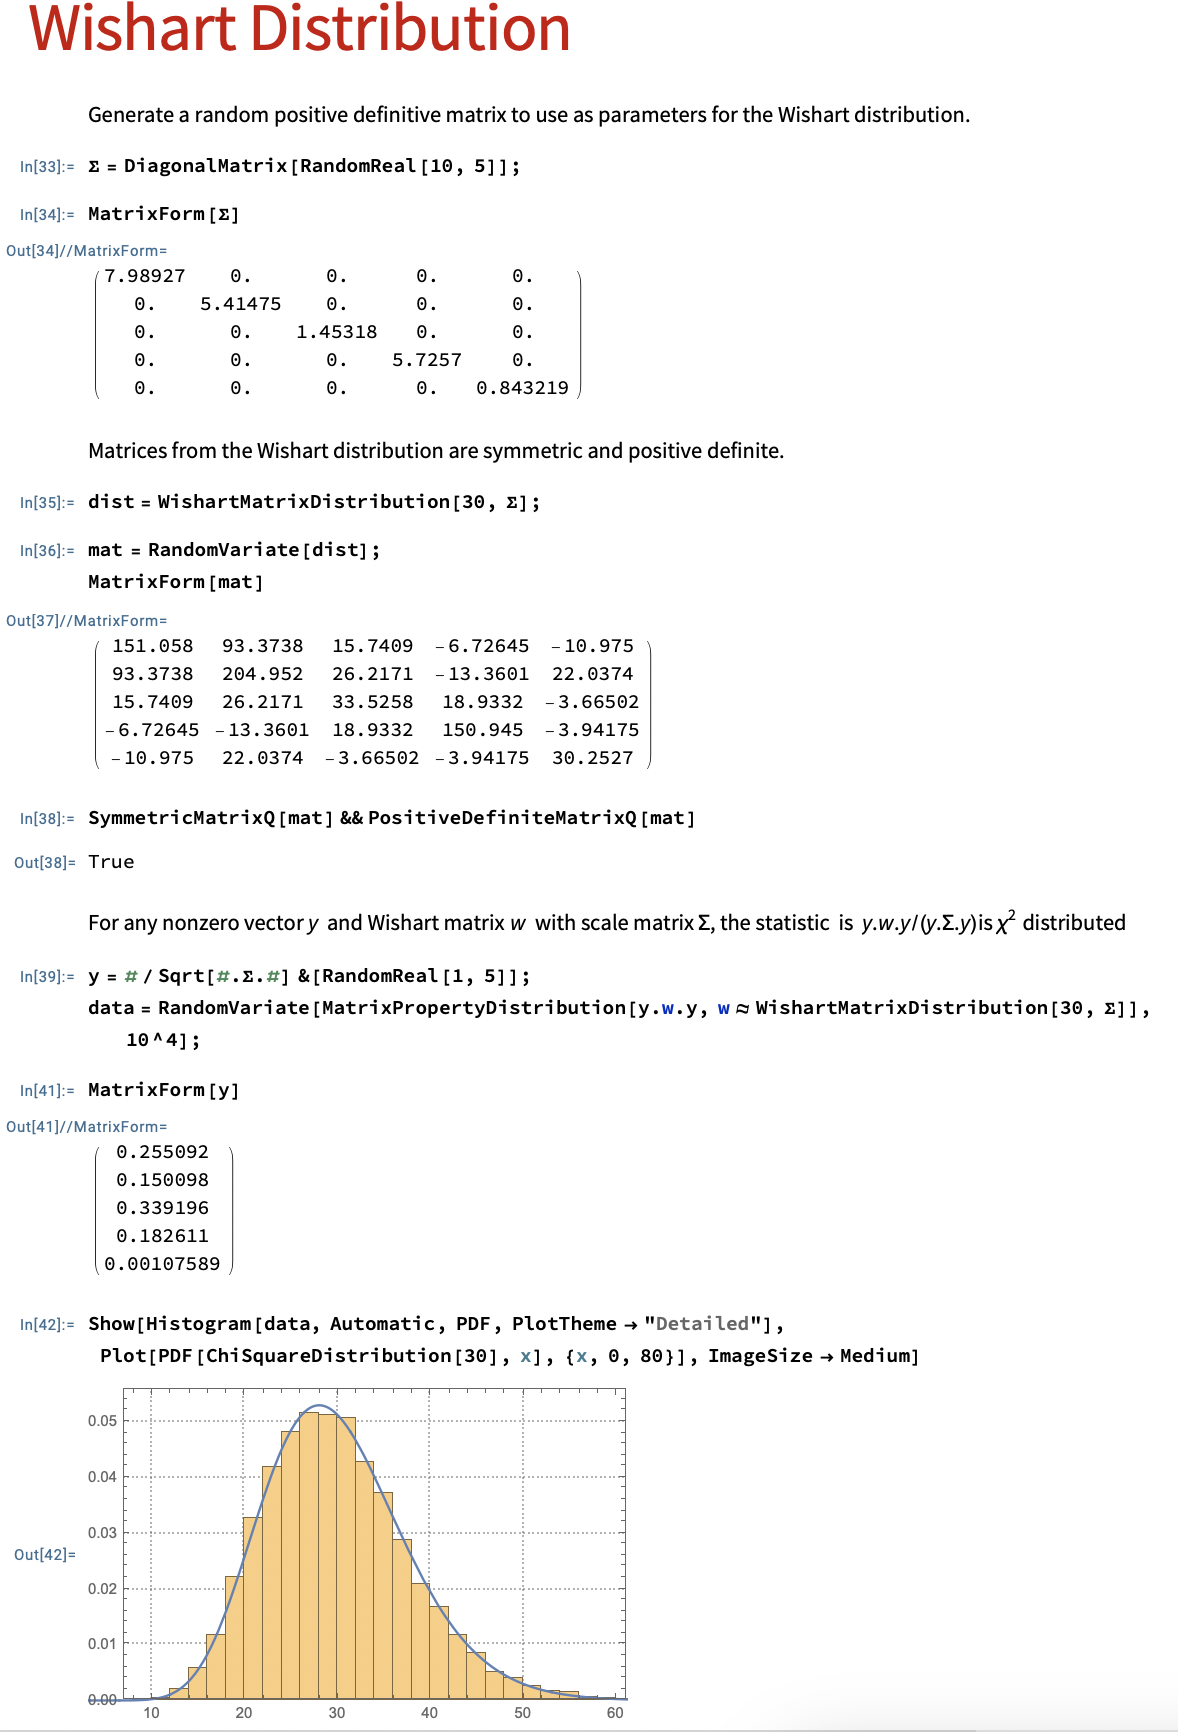 Wishart Distribution
Generate a random positive definitive matrix to use as parameters for the Wishart distribution.
In[33]:= Σ = DiagonalMatrix[RandomReal[10, 5]];
In[34]:= MatrixForm[Σ]
Out[34]//MatrixForm=
7.98927 0. 0. 0. 0.
0. 5.41475 0. 0. 0.
0. 0. 1.45318 0. 0.
0. 0. 0. 5.7257 0.
0. 0. 0. 0. 0.843219
Matrices from the Wishart distribution are symmetric and positive definite.
In[35]:= dist = WishartMatrixDistribution[30, Σ];
In[36]:= mat = RandomVariate[dist];
MatrixForm[mat]
Out[37]//MatrixForm=
151.058 93.3738 15.7409 -6.72645 -10.975
93.3738 204.952 26.2171 -13.3601 22.0374
15.7409 26.2171 33.5258 18.9332 -3.66502
-6.72645 -13.3601 18.9332 150.945 -3.94175
-10.975 22.0374 -3.66502 -3.94175 30.2527
In[38]:= SymmetricMatrixQ[mat] && PositiveDefiniteMatrixQ[mat]
Out[38]= True
For any nonzero vector y and Wishart matrix w with scale matrix Σ, the statistic is y.w.y/(y.Σ.y)is χ² distributed
In[39]:= y = # / Sqrt[#.Σ.#] &[RandomReal[1, 5]];
data = RandomVariate[MatrixPropertyDistribution[y.w.y, w ≈ WishartMatrixDistribution[30, Σ]],
10^4];
In[41]:= MatrixForm[y]
Out[41]//MatrixForm=
0.255092
0.150098
0.339196
0.182611
0.00107589
In[42]:= Show[Histogram[data, Automatic, PDF, PlotTheme → "Detailed"],
Plot[PDF[ChiSquareDistribution[30], x], {x, 0, 80}], ImageSize → Medium]
Out[42]=
0.05
0.04
0.03
0.02
0.01
0.00
10 20 30 40 50 60